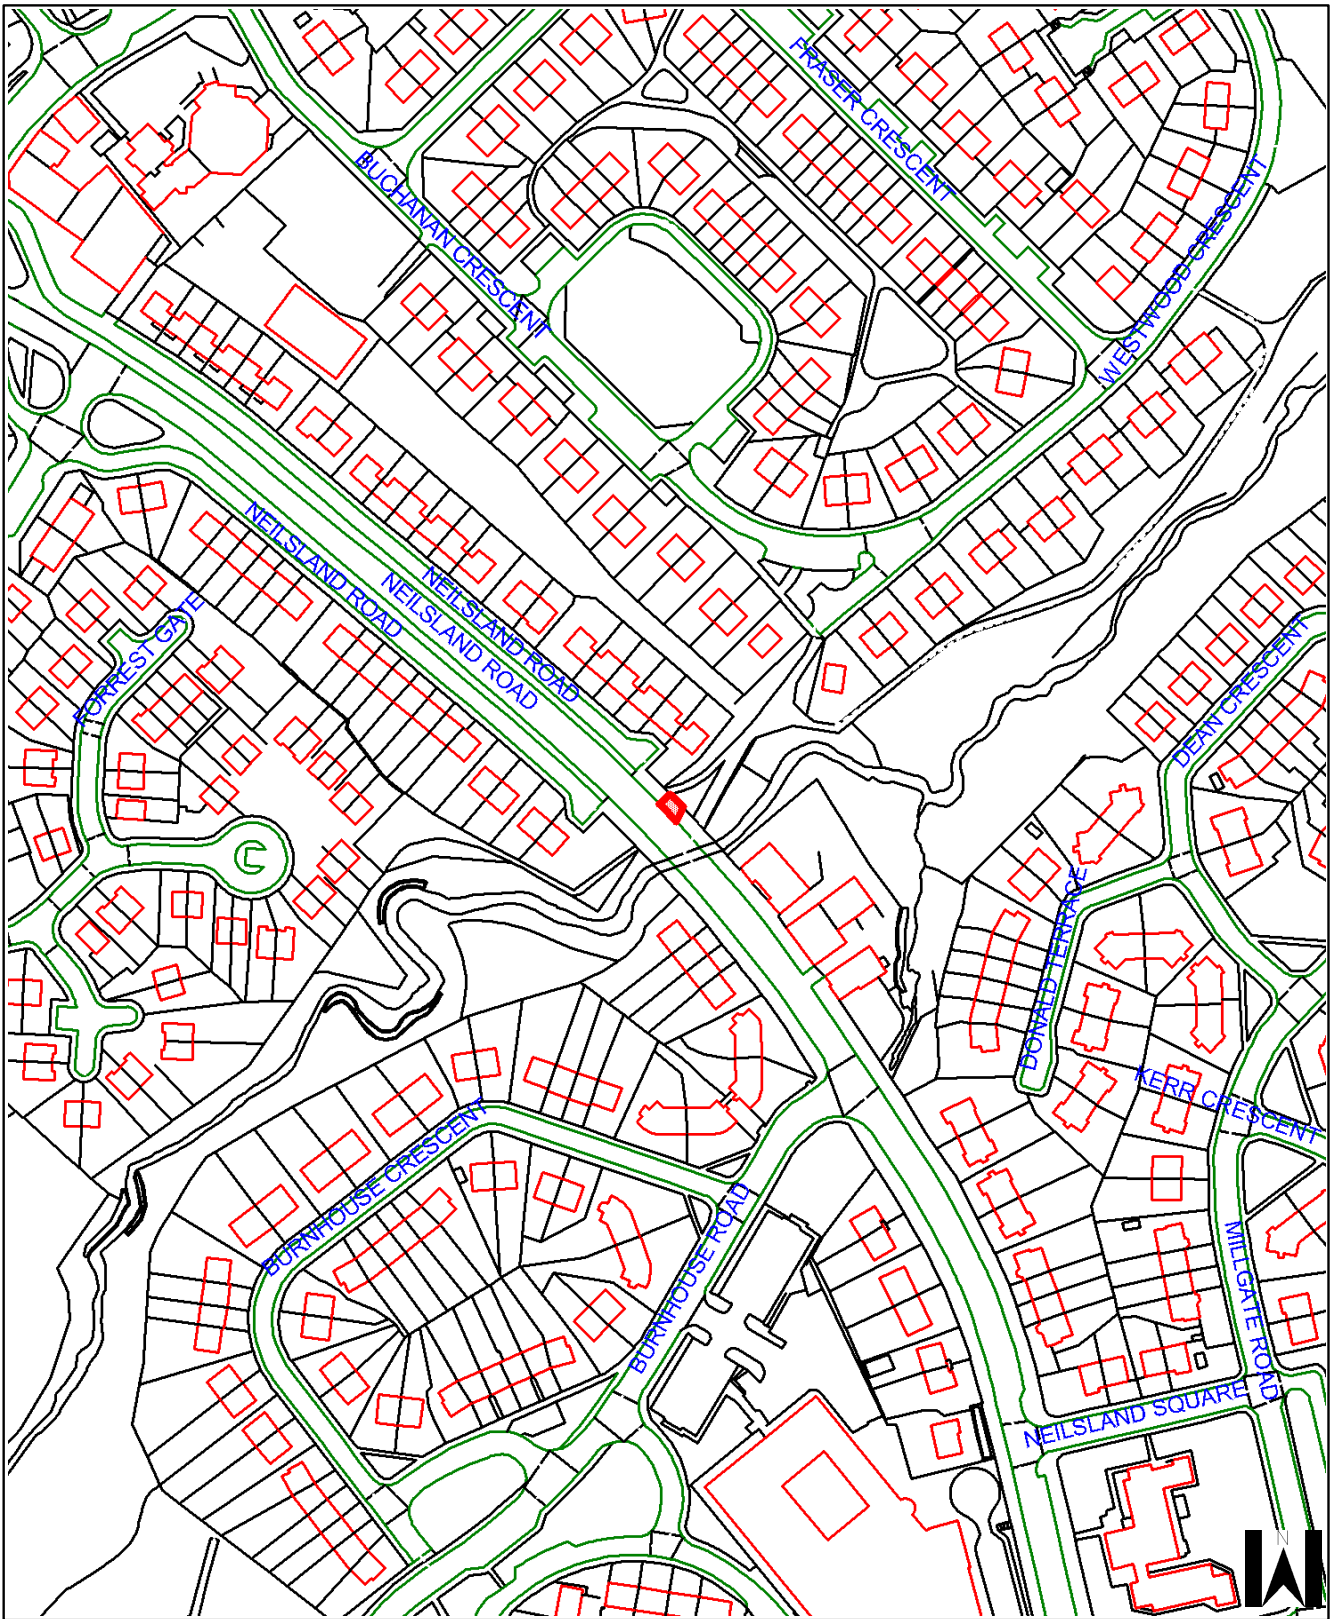 FRASER CRESCENT
BUCHANAN CRESCENT
WESTWOOD CRESCENT
NEILSLAND ROAD
NEILSLAND ROAD
NEILSLAND ROAD
FORREST GATE
DEAN CRESCENT
DONALD TERRACE
KERR CRESCENT
BURNHOUSE CRESCENT
BURNHOUSE ROAD
MILLGATE ROAD
NEILSLAND SQUARE
N